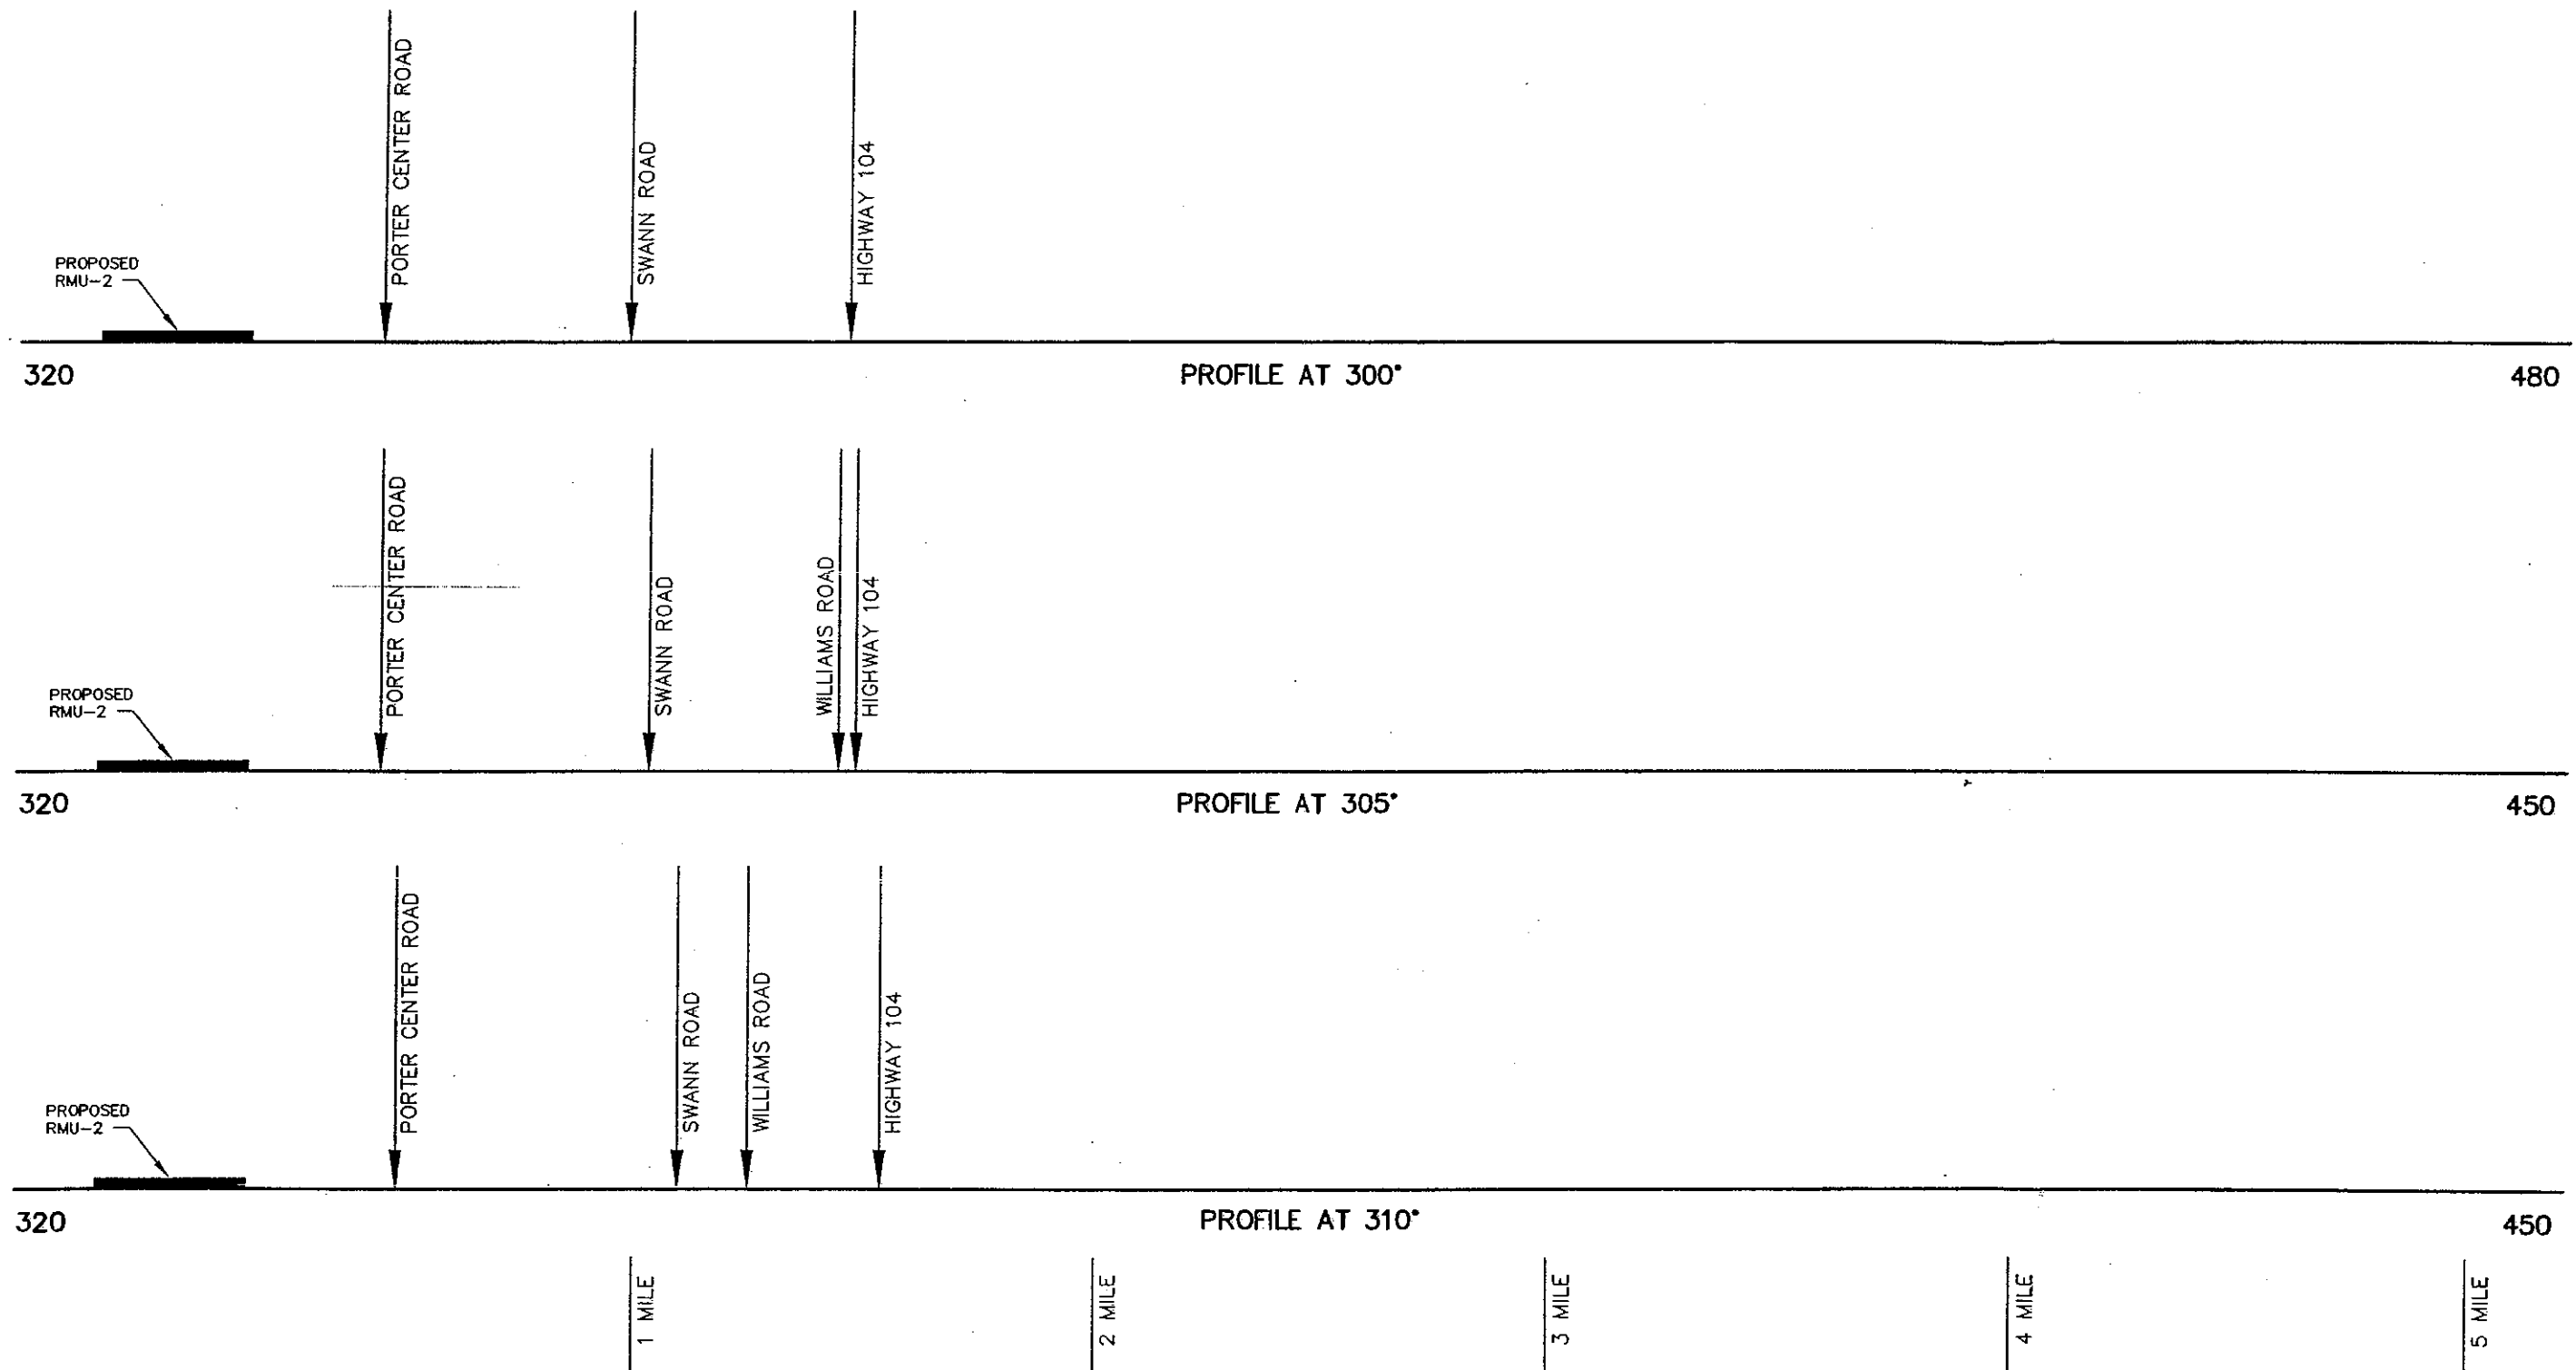 PORTER CENTER ROAD
SWANN ROAD
HIGHWAY 104
PROPOSED
RMU-2
320
PROFILE AT 300°
480
PORTER CENTER ROAD
SWANN ROAD
WILLIAMS ROAD
HIGHWAY 104
PROPOSED
RMU-2
320
PROFILE AT 305°
450
PORTER CENTER ROAD
SWANN ROAD
WILLIAMS ROAD
HIGHWAY 104
PROPOSED
RMU-2
320
PROFILE AT 310°
450
1 MILE
2 MILE
3 MILE
4 MILE
5 MILE